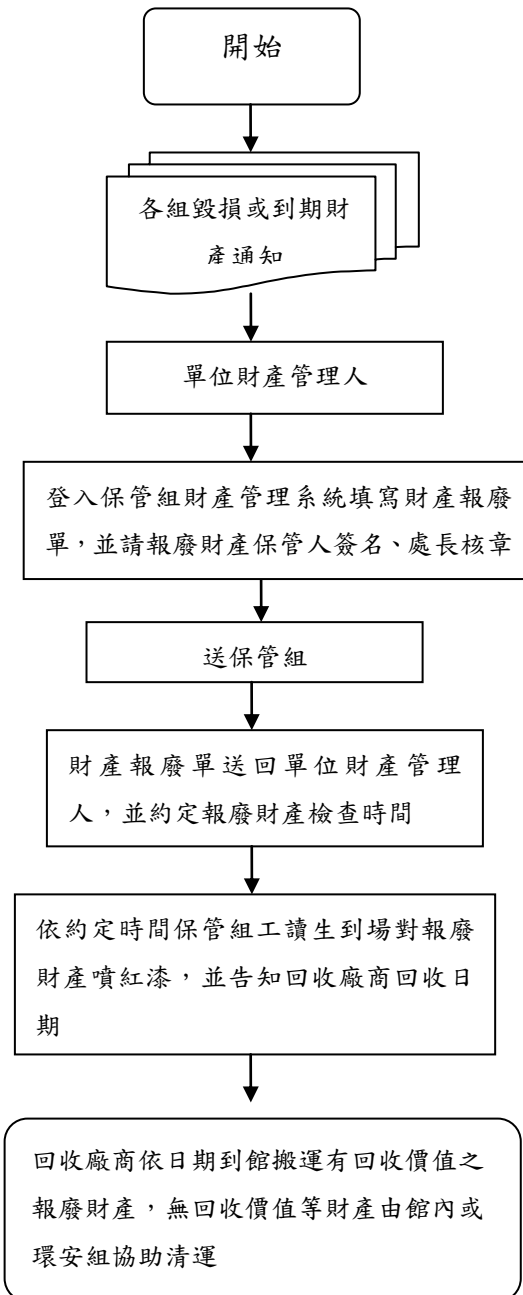 開始
各組毀損或到期財
產通知
單位財產管理人
登入保管組財產管理系統填寫財產報廢
單，並請報廢財產保管人簽名、處長核章
送保管組
財產報廢單送回單位財產管理
人，並約定報廢財產檢查時間
依約定時間保管組工讀生到場對報廢
財產噴紅漆，並告知回收廠商回收日
期
回收廠商依日期到館搬運有回收價值之
報廢財產，無回收價值等財產由館內或
環安組協助清運